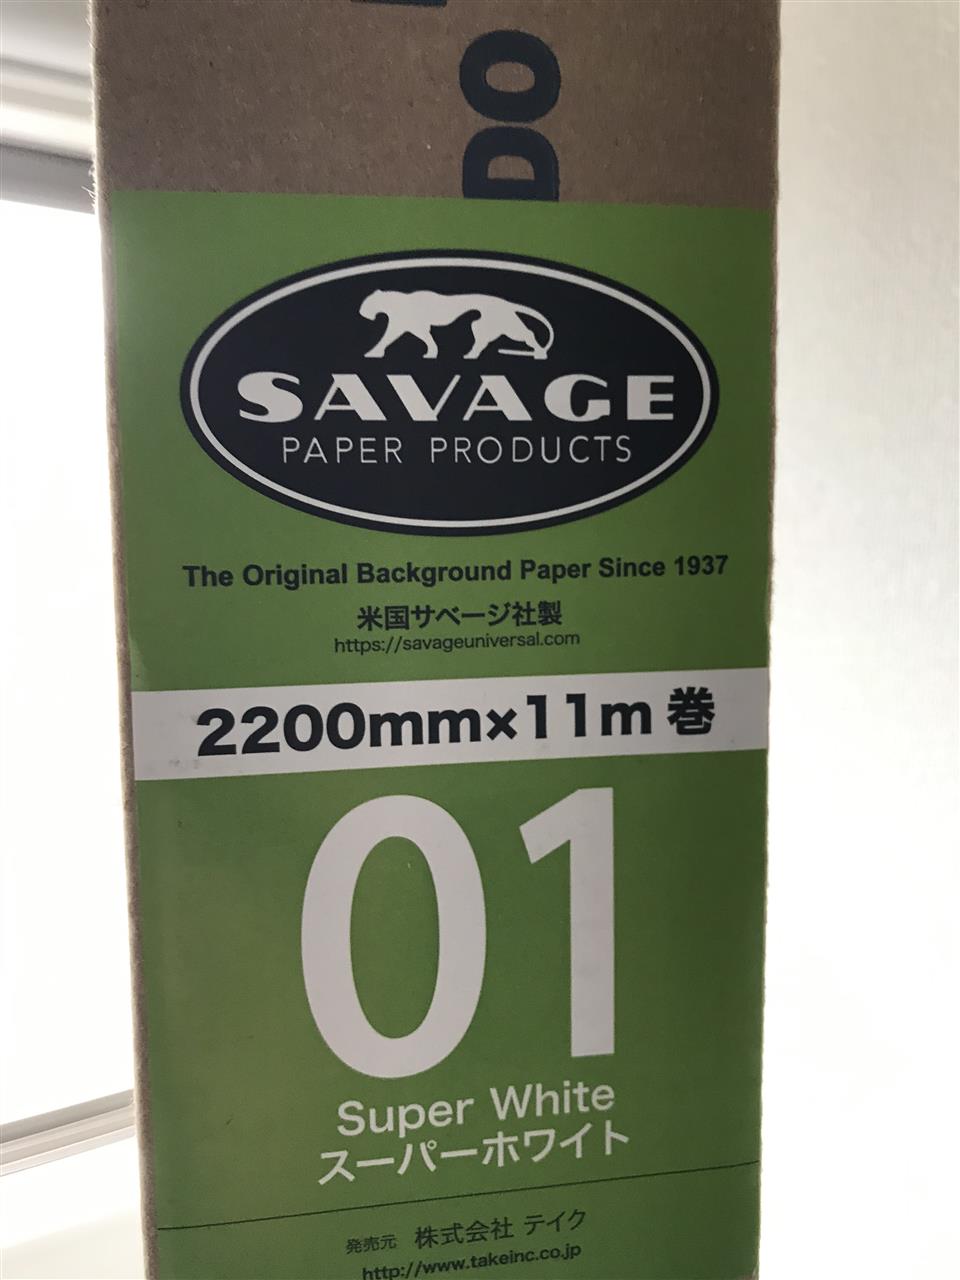 DO
SAVAGE
PAPER PRODUCTS
The Original Background Paper Since 1937
米国サベージ社製
https://savageuniversal.com
2200mm×11m 巻
01
Super White
スーパーホワイト
発売元 株式会社 テイク
http://www.takeinc.co.jp